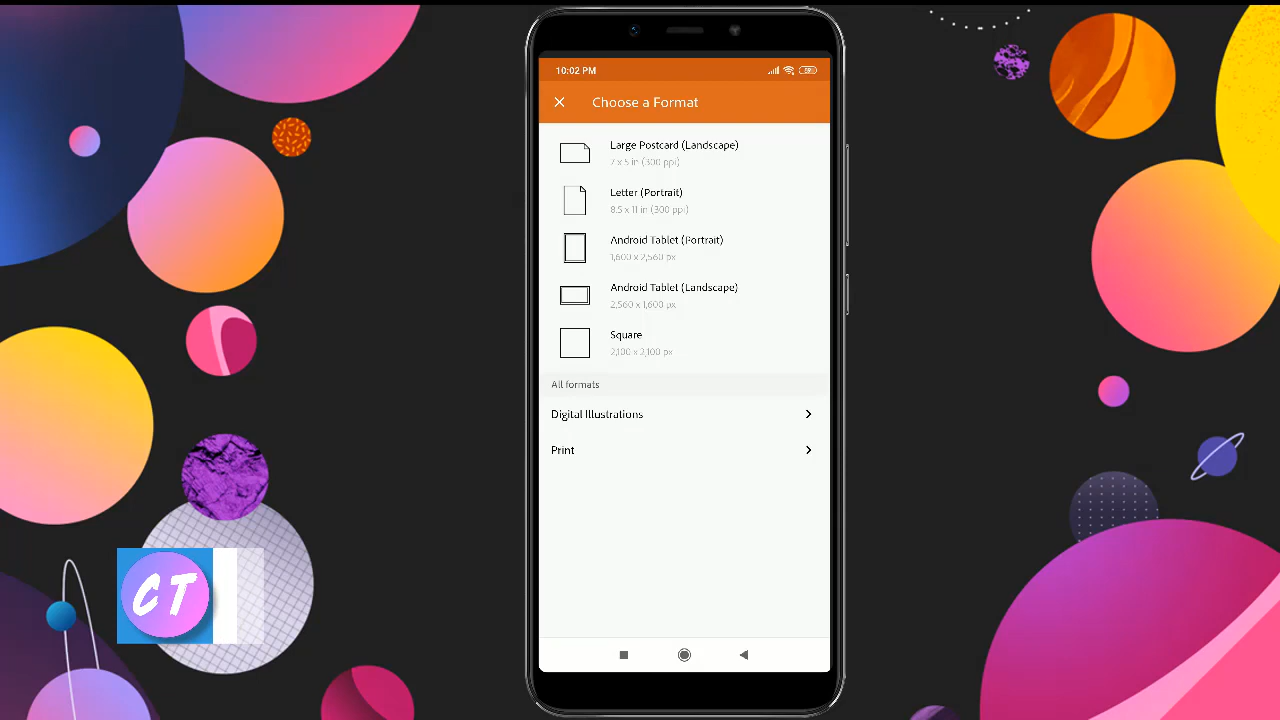 10:02 PM
Choose a Format
Large Postcard (Landscape)
7 x 5 in (300 ppi)
Letter (Portrait)
8.5 x 11 in (300 ppi)
Android Tablet (Portrait)
1,600 x 2,560 px
Android Tablet (Landscape)
2,560 x 1,600 px
Square
2,100 x 2,100 px
All formats
Digital Illustrations
Print
CT